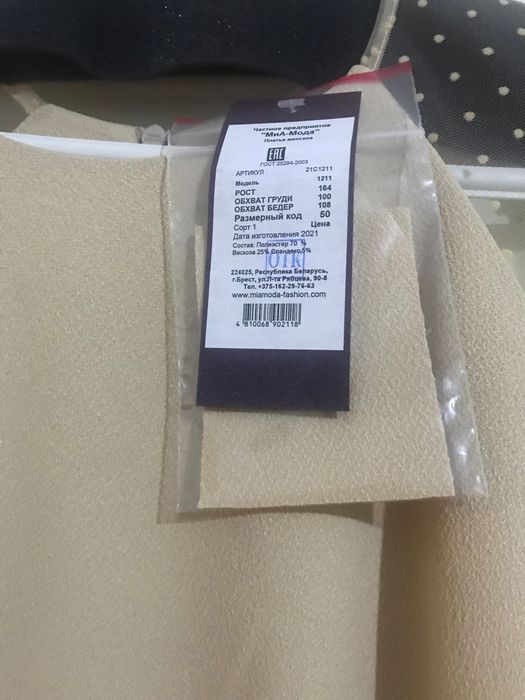 Частное предприятие
"МиА-Мода"
Платье женское
ЕАС
ГОСТ 25294-2003
АРТИКУЛ 21С1211
Модель 1211
РОСТ 164
ОБХВАТ ГРУДИ 100
ОБХВАТ БЕДЕР 108
Размерный код 50
Сорт 1 Цена
Дата изготовления 2021
Состав: Полиэстер 70 %
Вискоза 25% Спандекс 5%
ОТК
224025, Республика Беларусь,
г.Брест, ул.Л-та Рябцева, 90-8
Тел. +375-162-29-76-63
www.miamoda-fashion.com
4 810068 902118